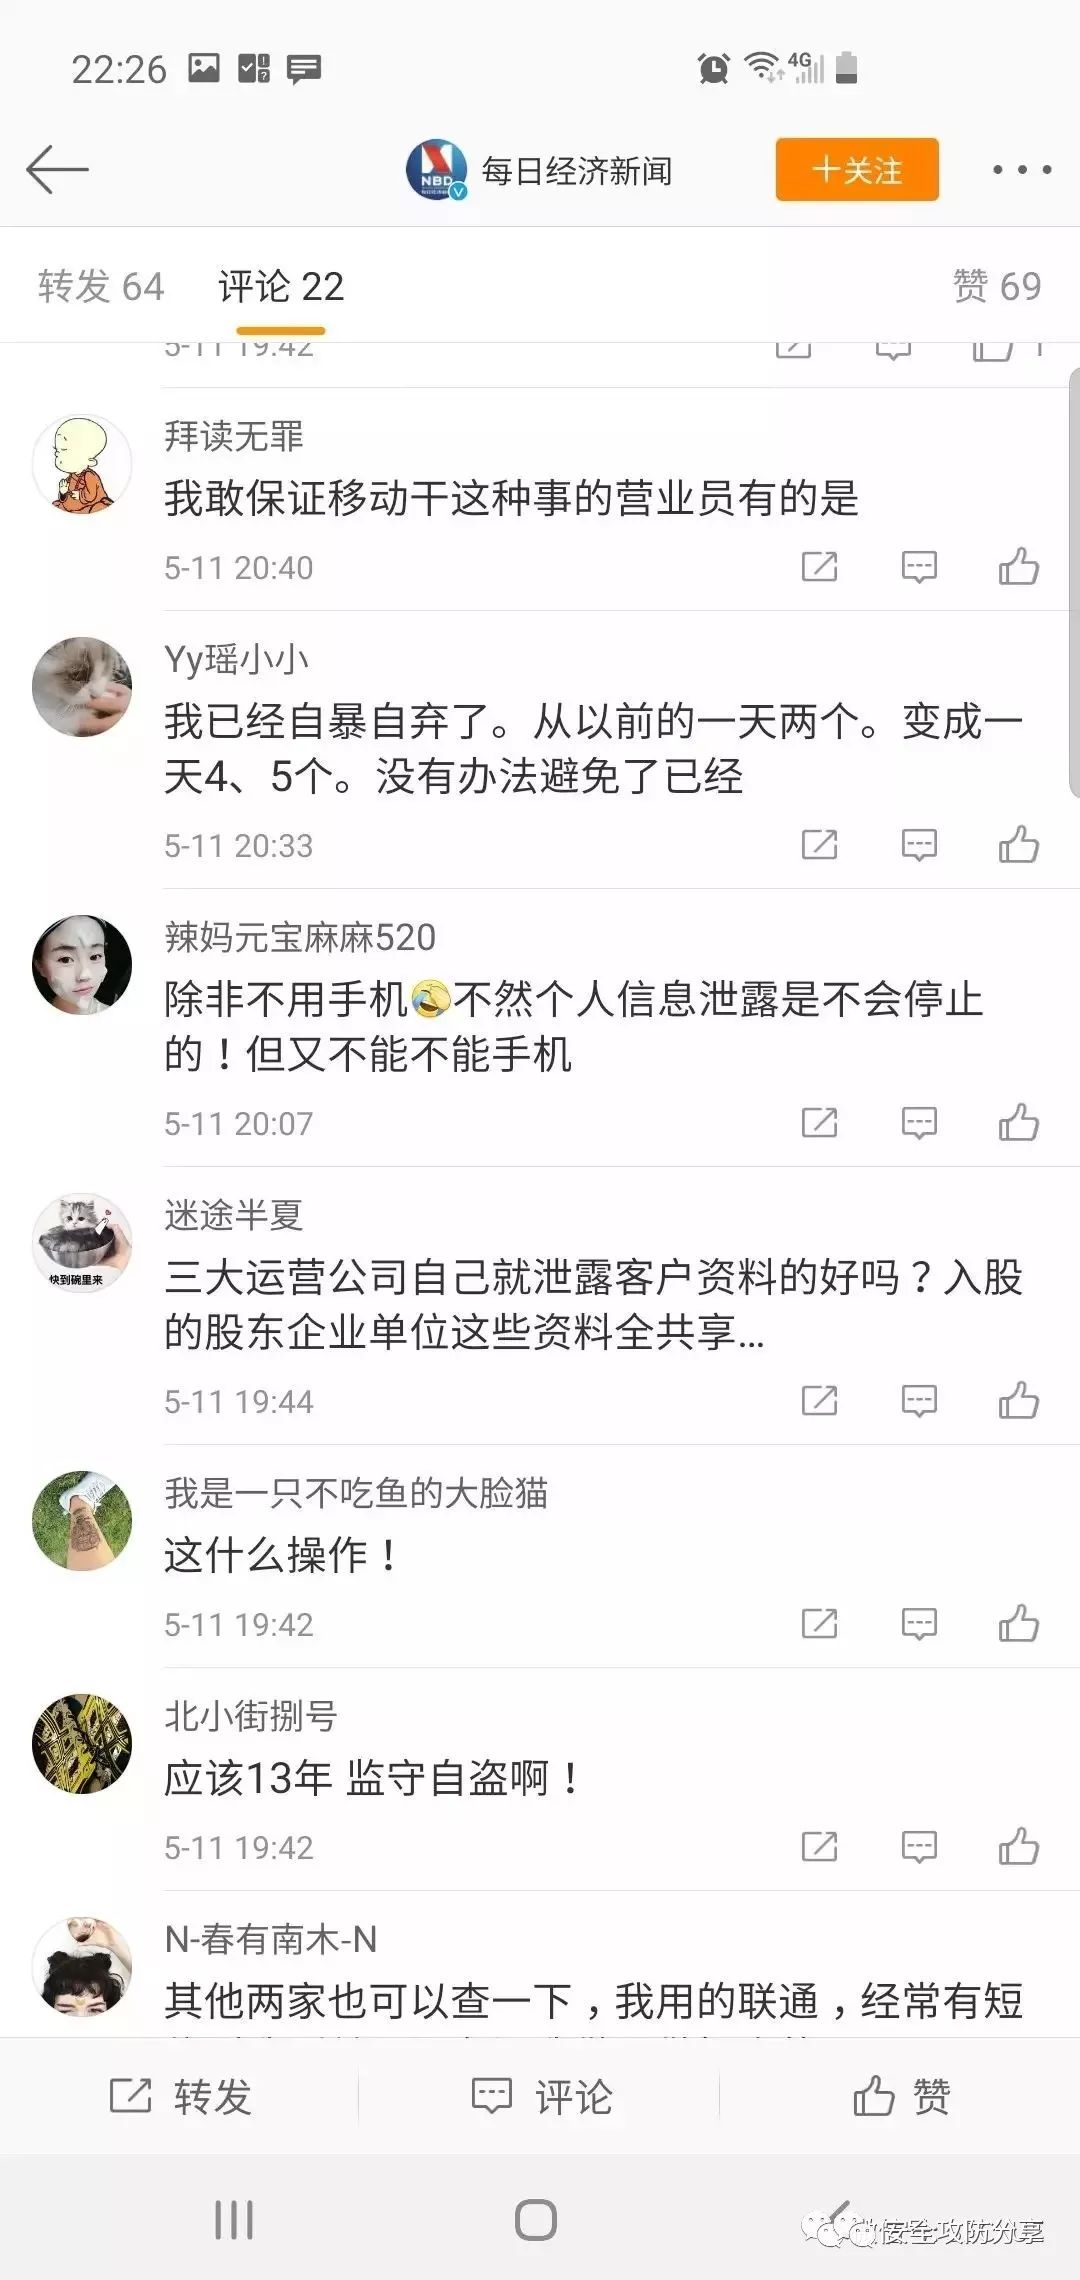 22:26
4G
NBD
每日经济新闻
+关注
转发 64
评论 22
赞 69
5-11 19:42
1
拜读无罪
我敢保证移动干这种事的营业员有的是
5-11 20:40
Yy瑶小小
我已经自暴自弃了。从以前的一天两个。变成一
天4、5个。没有办法避免了已经
5-11 20:33
辣妈元宝麻麻520
除非不用手机🤣不然个人信息泄露是不会停止
的！但又不能不能手机
5-11 20:07
迷途半夏
快到碗里来
三大运营公司自己就泄露客户资料的好吗？入股
的股东企业单位这些资料全共享...
5-11 19:44
我是一只不吃鱼的大脸猫
这什么操作！
5-11 19:42
北小街捌号
应该13年 监守自盗啊！
5-11 19:42
N-春有南木-N
其他两家也可以查一下，我用的联通，经常有短
转发
评论
赞
安全攻防分享